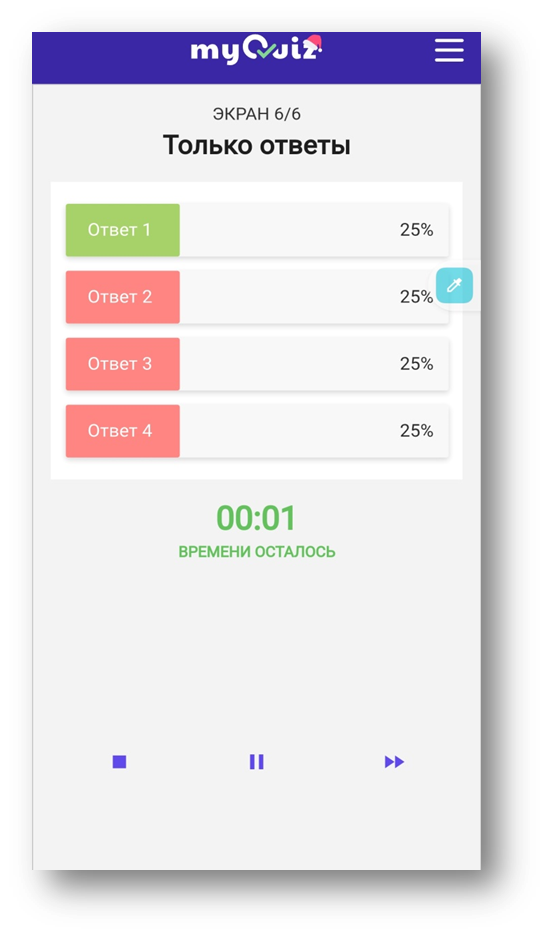 myQuiz
ЭКРАН 6/6
Только ответы
Ответ 1 25%
Ответ 2 25%
Ответ 3 25%
Ответ 4 25%
00:01
ВРЕМЕНИ ОСТАЛОСЬ